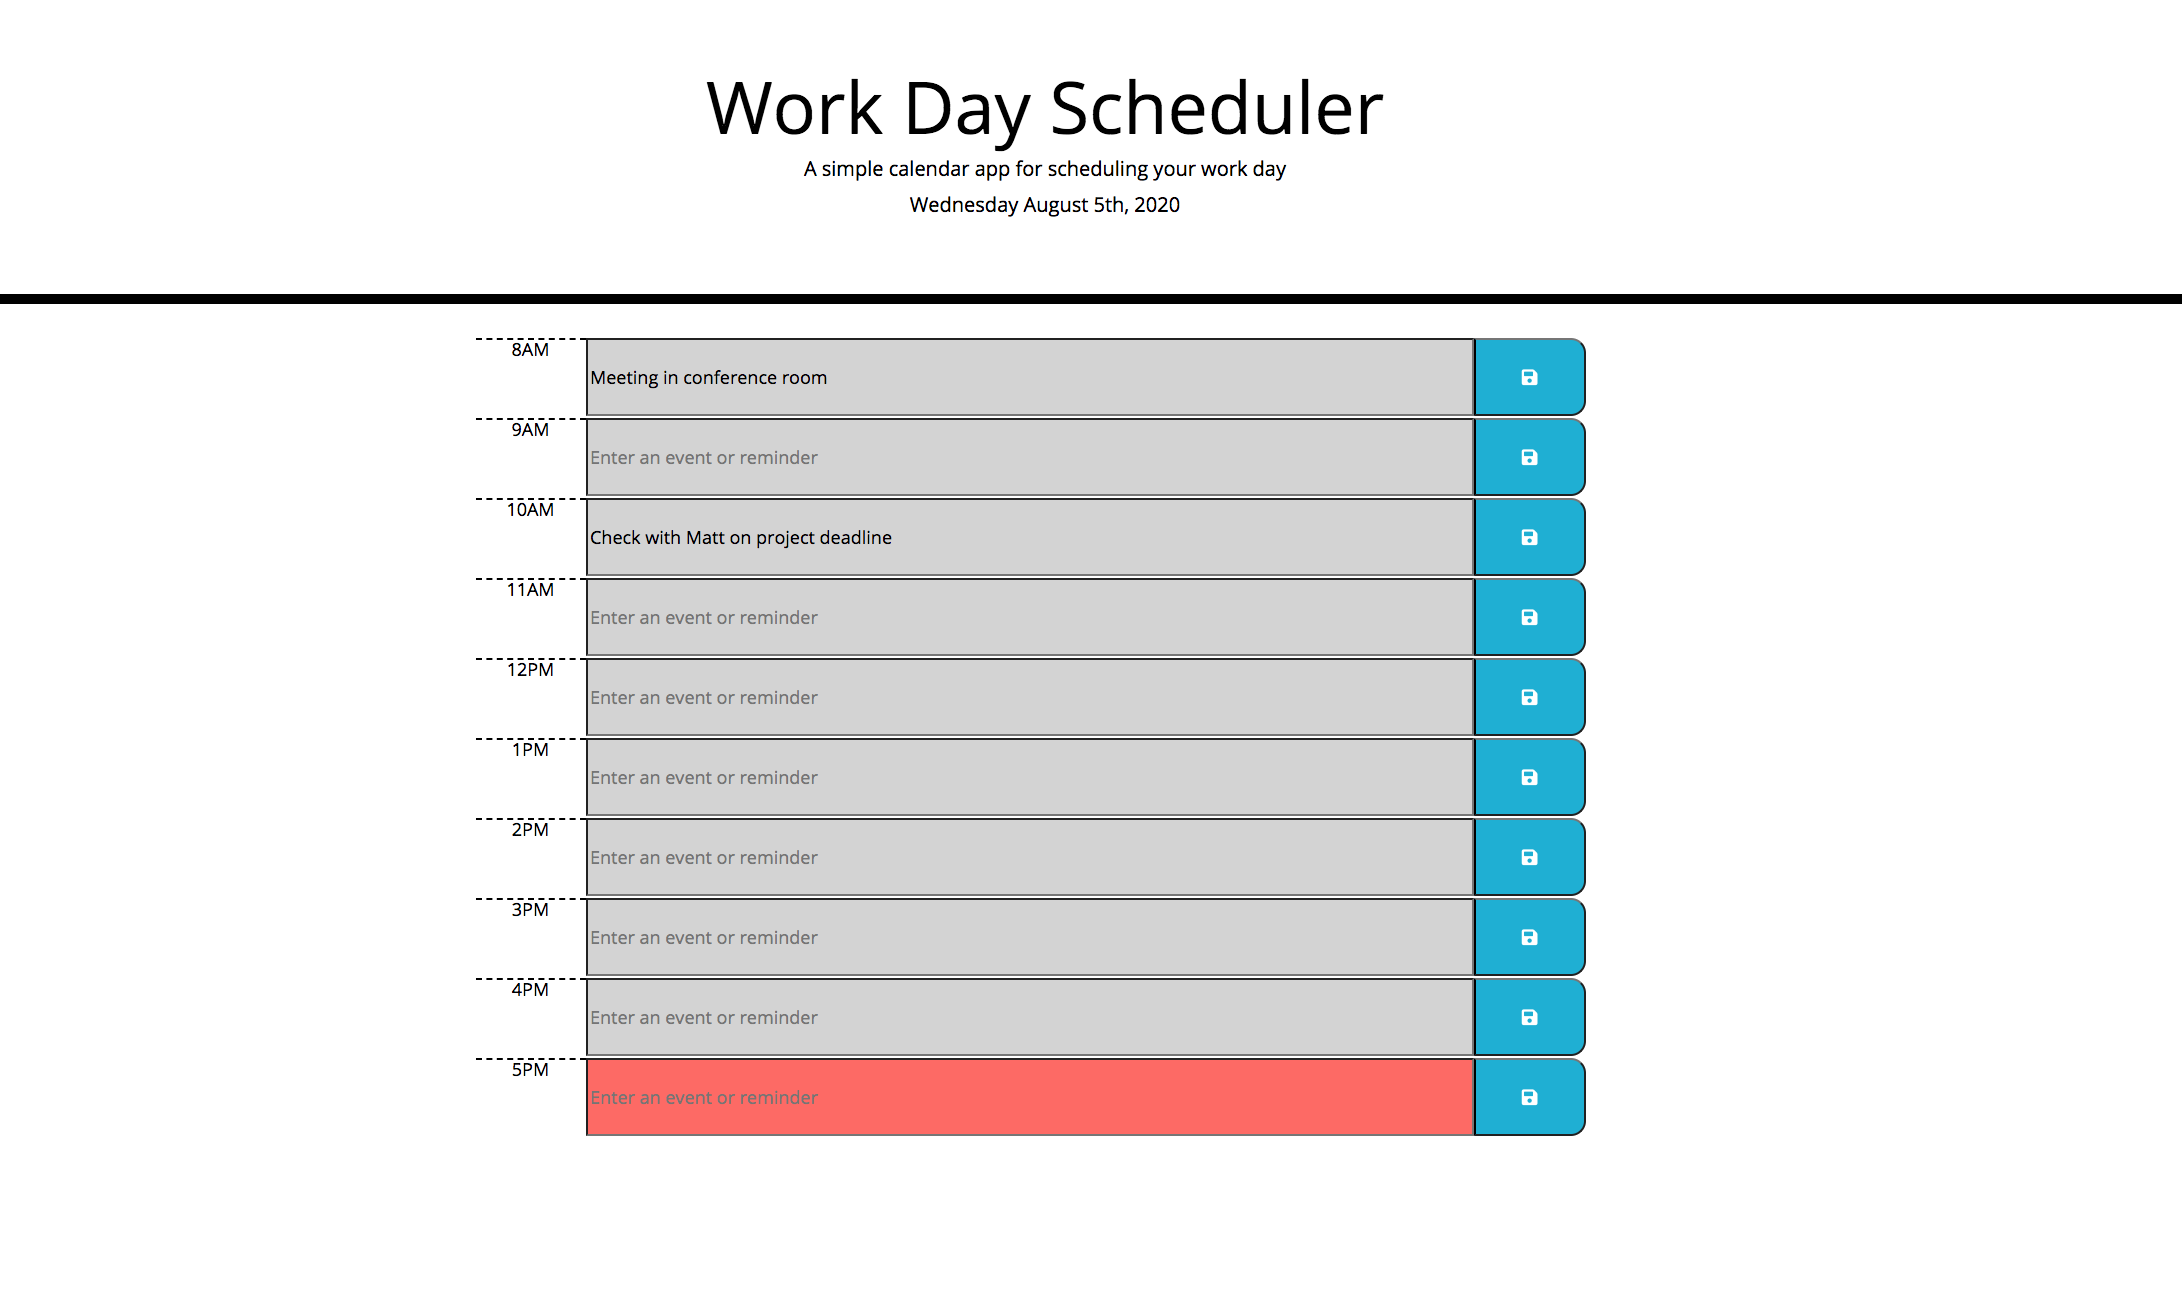 Work Day Scheduler
A simple calendar app for scheduling your work day
Wednesday August 5th, 2020
8AM
Meeting in conference room
9AM
Enter an event or reminder
10AM
Check with Matt on project deadline
11AM
Enter an event or reminder
12PM
Enter an event or reminder
1PM
Enter an event or reminder
2PM
Enter an event or reminder
3PM
Enter an event or reminder
4PM
Enter an event or reminder
5PM
Enter an event or reminder